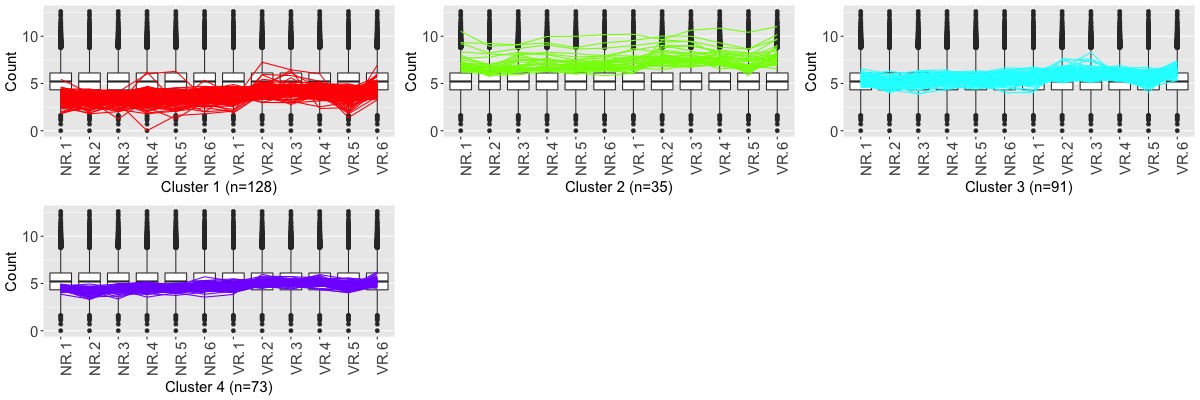 Count
10
5
0
NR.1 NR.2 NR.3 NR.4 NR.5 NR.6 VR.1 VR.2 VR.3 VR.4 VR.5 VR.6
Cluster 1 (n=128)
Count
10
5
0
NR.1 NR.2 NR.3 NR.4 NR.5 NR.6 VR.1 VR.2 VR.3 VR.4 VR.5 VR.6
Cluster 2 (n=35)
Count
10
5
0
NR.1 NR.2 NR.3 NR.4 NR.5 NR.6 VR.1 VR.2 VR.3 VR.4 VR.5 VR.6
Cluster 3 (n=91)
Count
10
5
0
NR.1 NR.2 NR.3 NR.4 NR.5 NR.6 VR.1 VR.2 VR.3 VR.4 VR.5 VR.6
Cluster 4 (n=73)